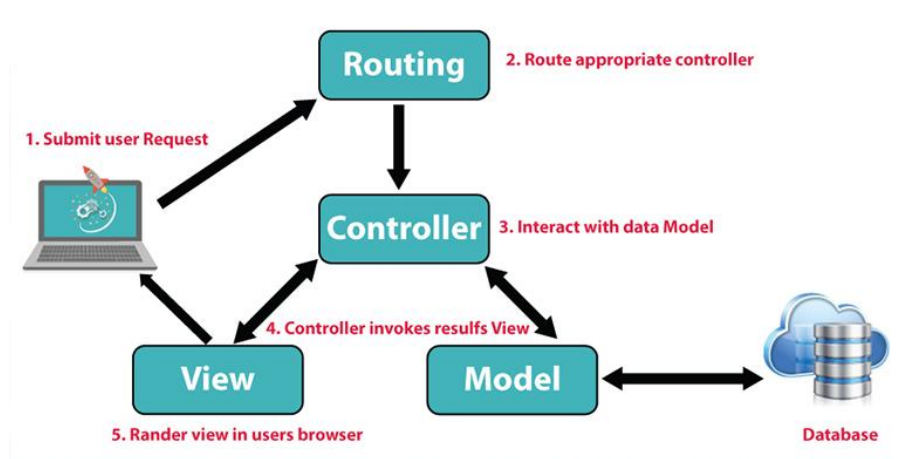 Routing
2. Route appropriate controller
1. Submit user Request
Controller
3. Interact with data Model
4. Controller invokes resulfs View
View
Model
5. Rander view in users browser
Database